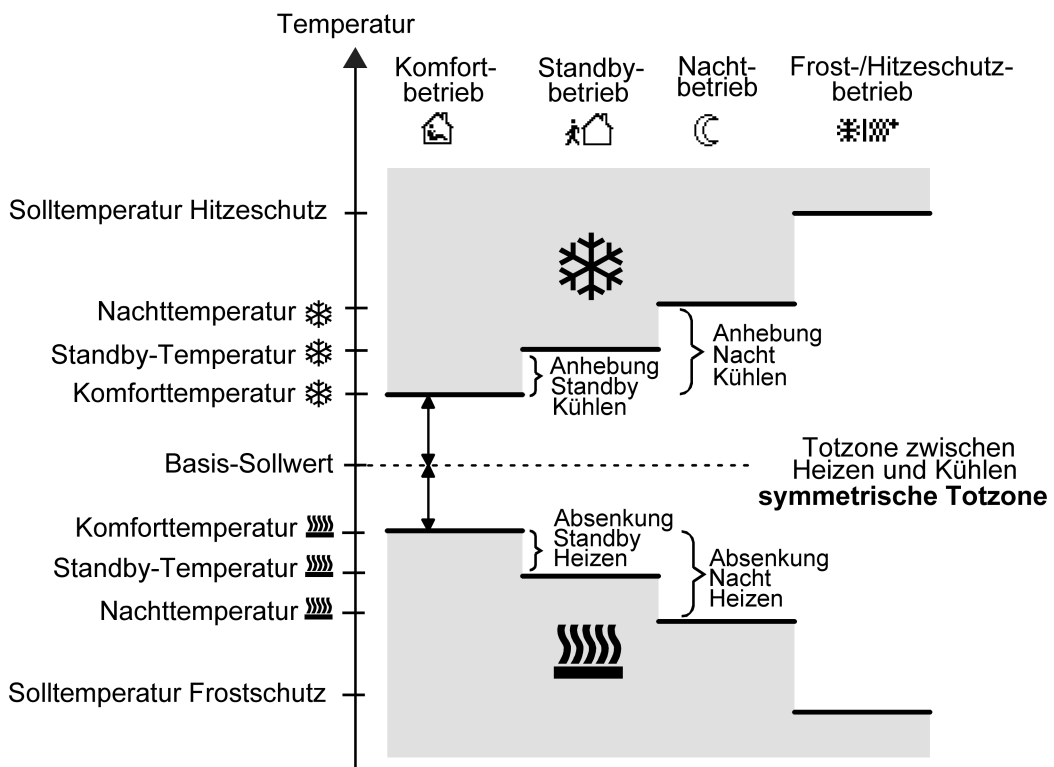 Temperatur
Komfort-
betrieb
Standby-
betrieb
Nacht-
betrieb
Frost-/Hitzeschutz-
betrieb
Solltemperatur Hitzeschutz
Nachttemperatur
Standby-Temperatur
Komforttemperatur
Anhebung
Standby
Kühlen
Anhebung
Nacht
Kühlen
Basis-Sollwert
Totzone zwischen
Heizen und Kühlen
symmetrische Totzone
Komforttemperatur
Standby-Temperatur
Nachttemperatur
Absenkung
Standby
Heizen
Absenkung
Nacht
Heizen
Solltemperatur Frostschutz